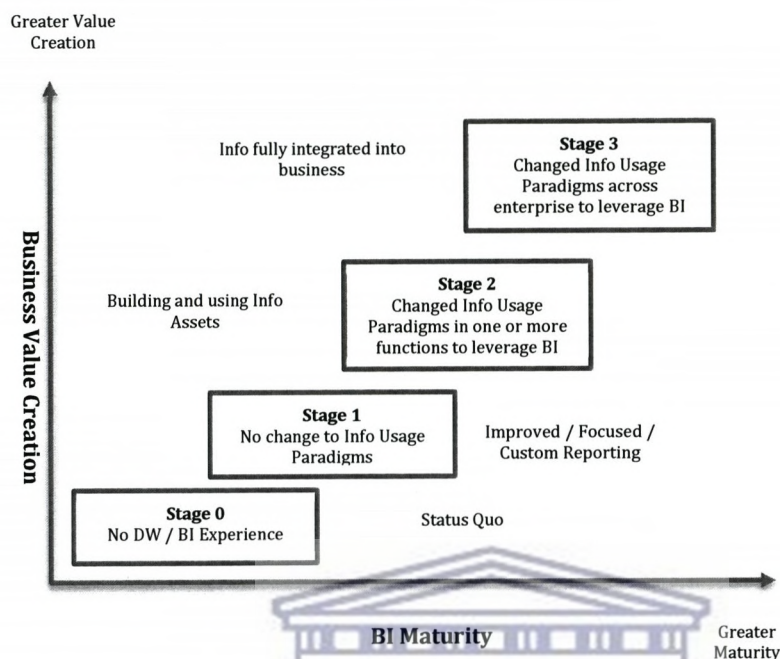 Greater Value
Creation
Info fully integrated into
business
Stage 3
Changed Info Usage
Paradigms across
enterprise to leverage BI
Building and using Info
Assets
Stage 2
Changed Info Usage
Paradigms in one or more
functions to leverage BI
Business Value Creation
Stage 1
No change to Info Usage
Paradigms
Improved / Focused /
Custom Reporting
Stage 0
No DW / BI Experience
Status Quo
BI Maturity
Greater
Maturity